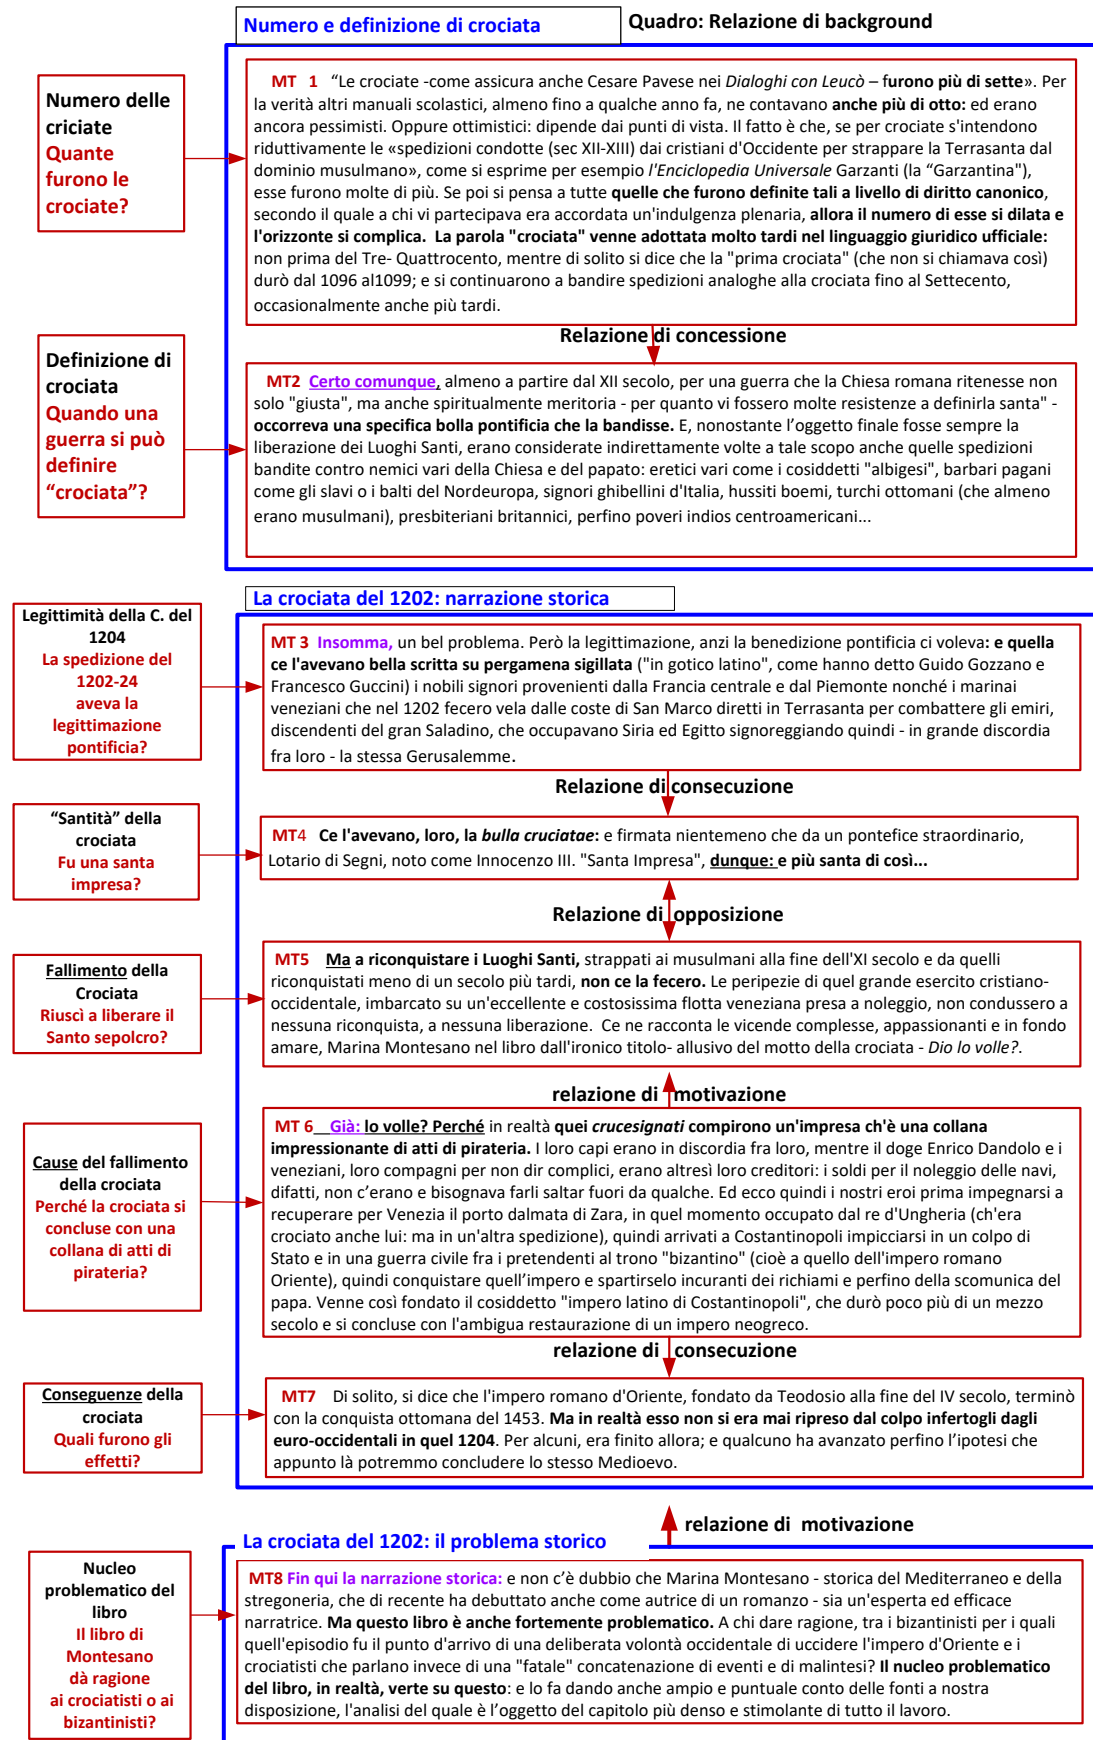 Numero e definizione di crociata
Quadro: Relazione di background
Numero delle
criciate
Quante
furono le
crociate?
MT 1 “Le crociate -come assicura anche Cesare Pavese nei Dialoghi con Leucò – furono più di sette». Per
la verità altri manuali scolastici, almeno fino a qualche anno fa, ne contavano anche più di otto: ed erano
ancora pessimisti. Oppure ottimistici: dipende dai punti di vista. Il fatto è che, se per crociate s'intendono
riduttivamente le «spedizioni condotte (sec XII-XIII) dai cristiani d'Occidente per strappare la Terrasanta dal
dominio musulmano», come si esprime per esempio l'Enciclopedia Universale Garzanti (la “Garzantina"),
esse furono molte di più. Se poi si pensa a tutte quelle che furono definite tali a livello di diritto canonico,
secondo il quale a chi vi partecipava era accordata un'indulgenza plenaria, allora il numero di esse si dilata e
l'orizzonte si complica. La parola "crociata" venne adottata molto tardi nel linguaggio giuridico ufficiale:
non prima del Tre- Quattrocento, mentre di solito si dice che la "prima crociata" (che non si chiamava così)
durò dal 1096 al1099; e si continuarono a bandire spedizioni analoghe alla crociata fino al Settecento,
occasionalmente anche più tardi.
Relazione di concessione
Definizione di
crociata
Quando una
guerra si può
definire
“crociata”?
MT2 Certo comunque, almeno a partire dal XII secolo, per una guerra che la Chiesa romana ritenesse non
solo "giusta", ma anche spiritualmente meritoria - per quanto vi fossero molte resistenze a definirla santa" -
occorreva una specifica bolla pontificia che la bandisse. E, nonostante l’oggetto finale fosse sempre la
liberazione dei Luoghi Santi, erano considerate indirettamente volte a tale scopo anche quelle spedizioni
bandite contro nemici vari della Chiesa e del papato: eretici vari come i cosiddetti "albigesi", barbari pagani
come gli slavi o i balti del Nordeuropa, signori ghibellini d'Italia, hussiti boemi, turchi ottomani (che almeno
erano musulmani), presbiteriani britannici, perfino poveri indios centroamericani...
La crociata del 1202: narrazione storica
Legittimità della C. del
1204
La spedizione del
1202-24
aveva la
legittimazione
pontificia?
MT 3 Insomma, un bel problema. Però la legittimazione, anzi la benedizione pontificia ci voleva: e quella
ce l'avevano bella scritta su pergamena sigillata ("in gotico latino", come hanno detto Guido Gozzano e
Francesco Guccini) i nobili signori provenienti dalla Francia centrale e dal Piemonte nonché i marinai
veneziani che nel 1202 fecero vela dalle coste di San Marco diretti in Terrasanta per combattere gli emiri,
discendenti del gran Saladino, che occupavano Siria ed Egitto signoreggiando quindi - in grande discordia
fra loro - la stessa Gerusalemme.
Relazione di consecuzione
“Santità” della
crociata
Fu una santa
impresa?
MT4 Ce l'avevano, loro, la bulla cruciatae: e firmata nientemeno che da un pontefice straordinario,
Lotario di Segni, noto come Innocenzo III. "Santa Impresa", dunque: e più santa di così...
Relazione di opposizione
Fallimento della
Crociata
Riuscì a liberare il
Santo sepolcro?
MT5 Ma a riconquistare i Luoghi Santi, strappati ai musulmani alla fine dell'XI secolo e da quelli
riconquistati meno di un secolo più tardi, non ce la fecero. Le peripezie di quel grande esercito cristiano-
occidentale, imbarcato su un'eccellente e costosissima flotta veneziana presa a noleggio, non condussero a
nessuna riconquista, a nessuna liberazione. Ce ne racconta le vicende complesse, appassionanti e in fondo
amare, Marina Montesano nel libro dall'ironico titolo- allusivo del motto della crociata - Dio lo volle?.
relazione di motivazione
Cause del fallimento
della crociata
Perché la crociata si
concluse con una
collana di atti di
pirateria?
MT 6 Già: lo volle? Perché in realtà quei crucesignati compirono un'impresa ch'è una collana
impressionante di atti di pirateria. I loro capi erano in discordia fra loro, mentre il doge Enrico Dandolo e i
veneziani, loro compagni per non dir complici, erano altresì loro creditori: i soldi per il noleggio delle navi,
difatti, non c’erano e bisognava farli saltar fuori da qualche. Ed ecco quindi i nostri eroi prima impegnarsi a
recuperare per Venezia il porto dalmata di Zara, in quel momento occupato dal re d'Ungheria (ch'era
crociato anche lui: ma in un'altra spedizione), quindi arrivati a Costantinopoli impicciarsi in un colpo di
Stato e in una guerra civile fra i pretendenti al trono "bizantino" (cioè a quello dell'impero romano
Oriente), quindi conquistare quell’impero e spartirselo incuranti dei richiami e perfino della scomunica del
papa. Venne così fondato il cosiddetto "impero latino di Costantinopoli", che durò poco più di un mezzo
secolo e si concluse con l'ambigua restaurazione di un impero neogreco.
relazione di consecuzione
Conseguenze della
crociata
Quali furono gli
effetti?
MT7 Di solito, si dice che l'impero romano d'Oriente, fondato da Teodosio alla fine del IV secolo, terminò
con la conquista ottomana del 1453. Ma in realtà esso non si era mai ripreso dal colpo infertogli dagli
euro-occidentali in quel 1204. Per alcuni, era finito allora; e qualcuno ha avanzato perfino l’ipotesi che
appunto là potremmo concludere lo stesso Medioevo.
relazione di motivazione
La crociata del 1202: il problema storico
Nucleo
problematico del
libro
Il libro di
Montesano
dà ragione
ai crociatisti o ai
bizantinisti?
MT8 Fin qui la narrazione storica: e non c’è dubbio che Marina Montesano - storica del Mediterraneo e della
stregoneria, che di recente ha debuttato anche come autrice di un romanzo - sia un'esperta ed efficace
narratrice. Ma questo libro è anche fortemente problematico. A chi dare ragione, tra i bizantinisti per i quali
quell'episodio fu il punto d'arrivo di una deliberata volontà occidentale di uccidere l'impero d'Oriente e i
crociatisti che parlano invece di una "fatale" concatenazione di eventi e di malintesi? Il nucleo problematico
del libro, in realtà, verte su questo: e lo fa dando anche ampio e puntuale conto delle fonti a nostra
disposizione, l'analisi del quale è l’oggetto del capitolo più denso e stimolante di tutto il lavoro.